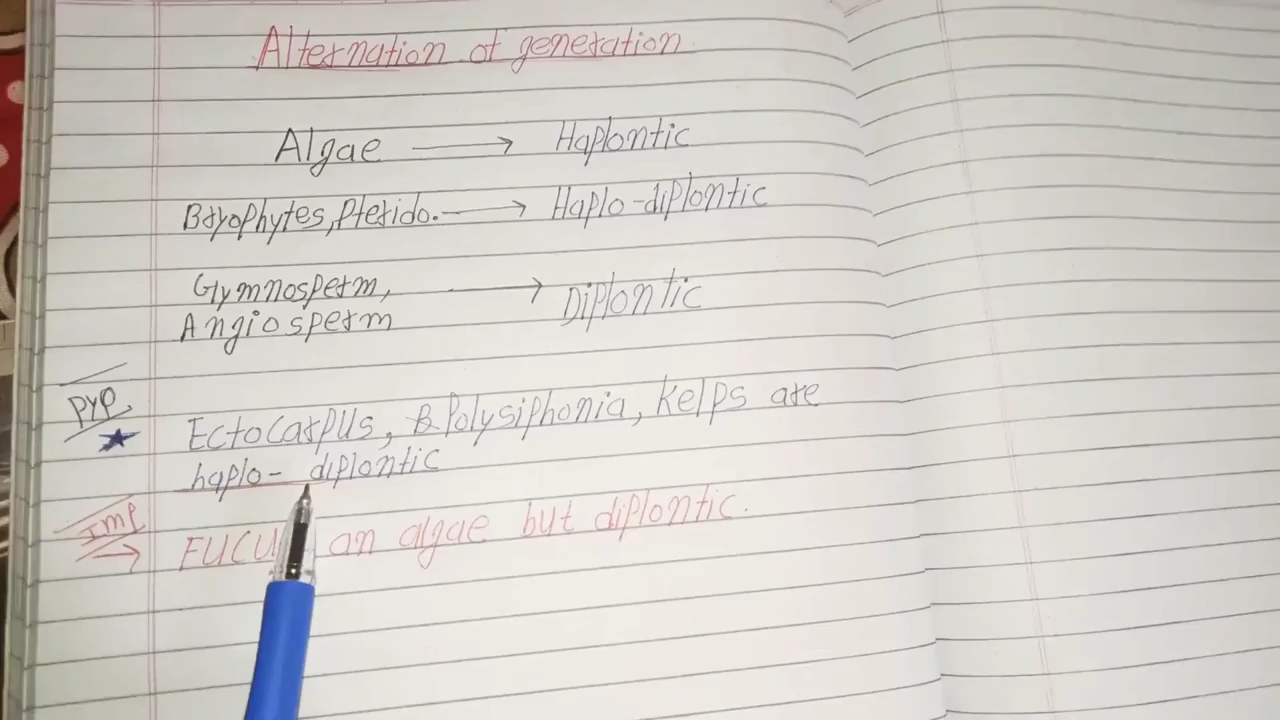 Alternation of generation
Algae → Haplontic
Bryophytes, Pterido. → Haplo-diplontic
Gymnosperm,
Angiosperm → Diplontic
PYP
★ Ectocarpus, Polysiphonia, Kelps are
haplo- diplontic
Imp
→ FUCU an algae but diplontic.